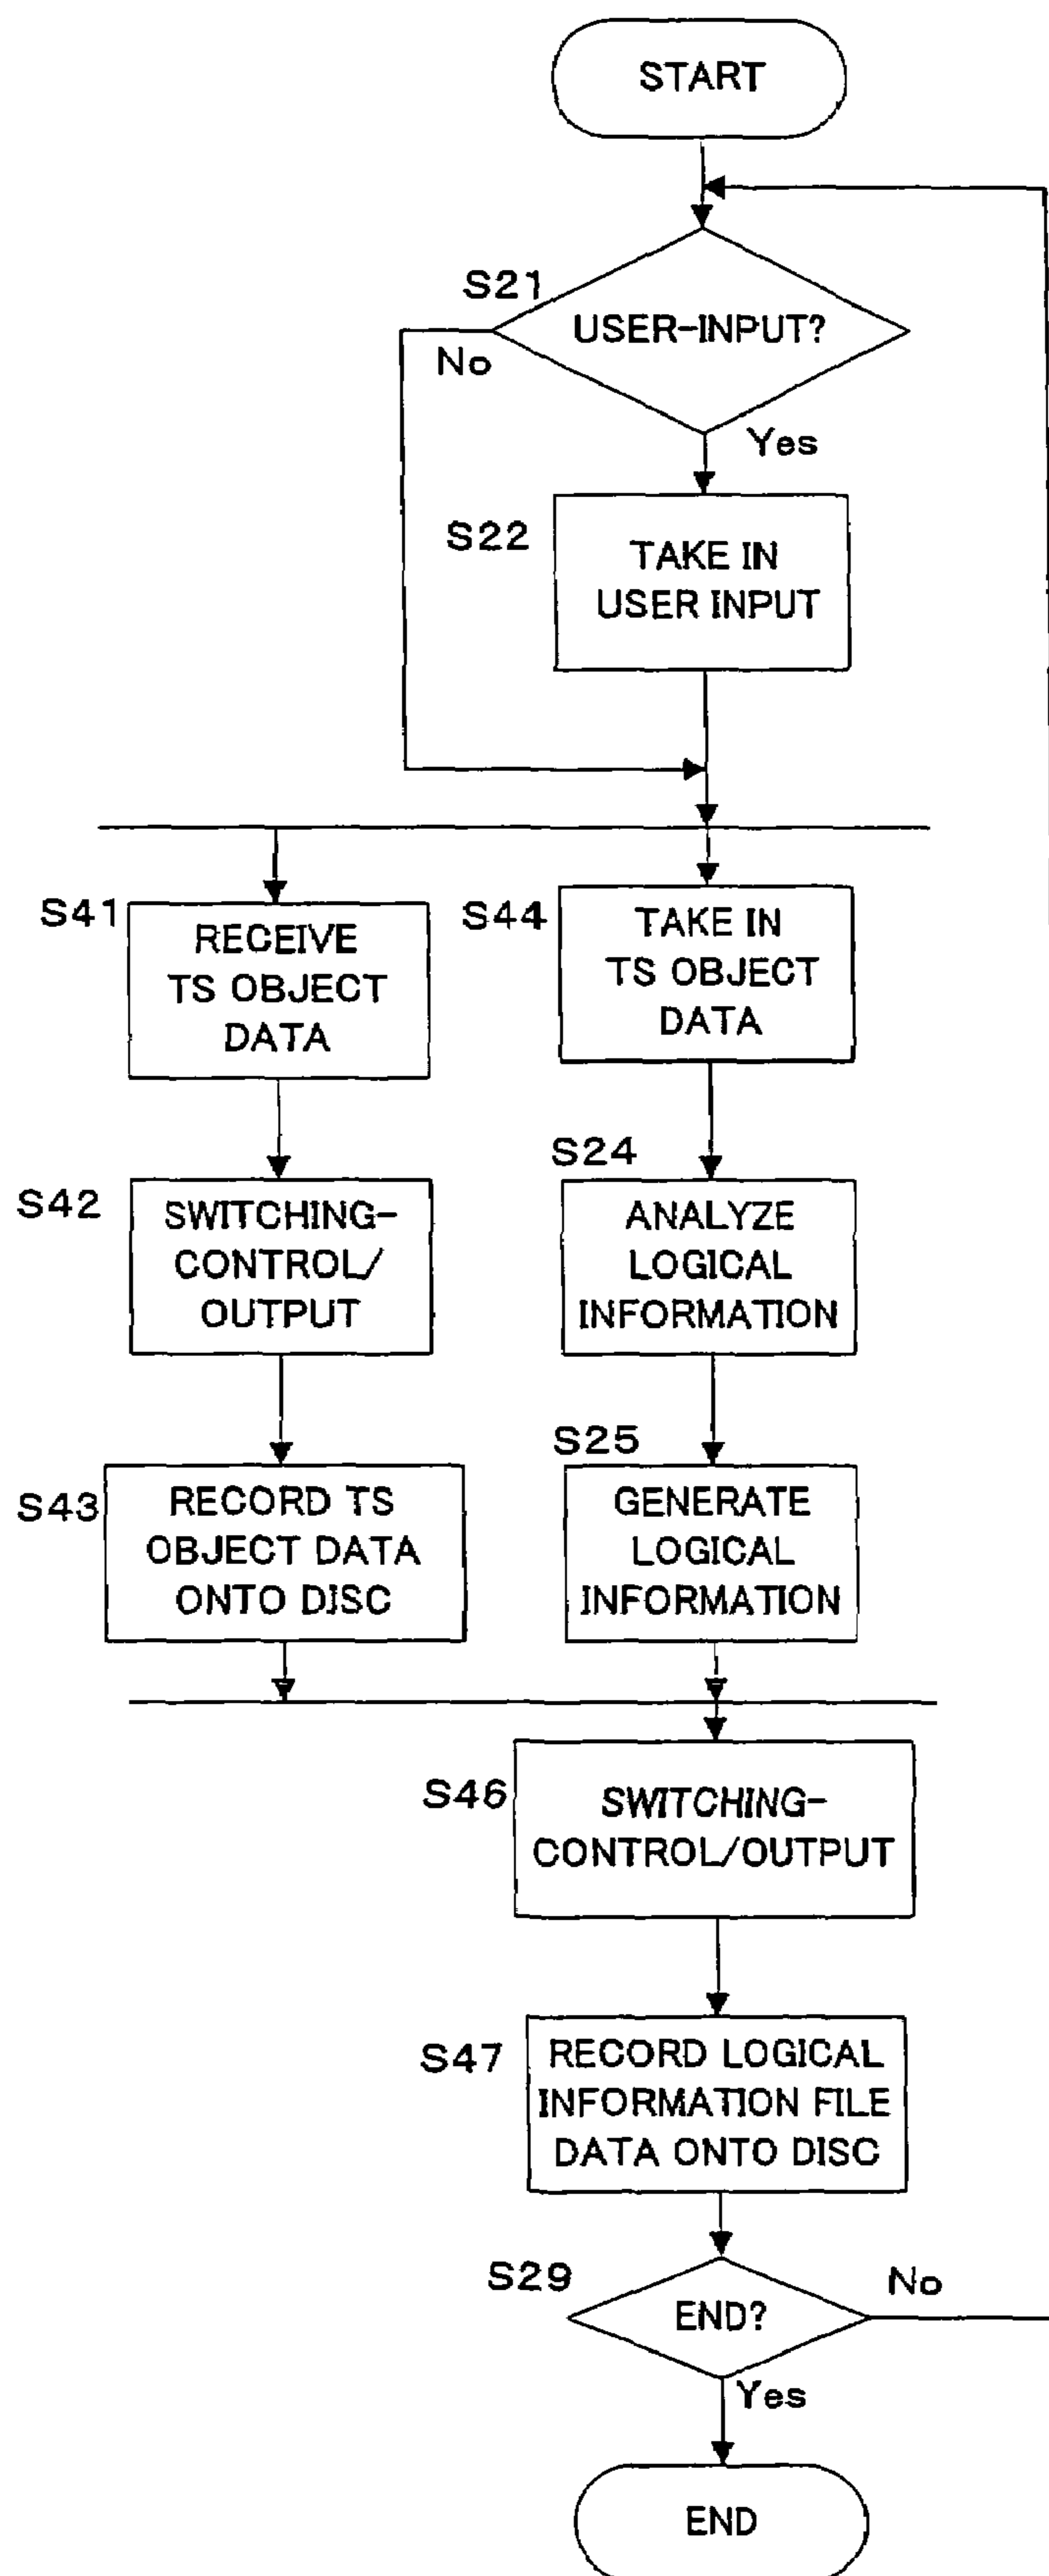 START
S21
USER-INPUT?
No
Yes
S22
TAKE IN
USER INPUT
S41
RECEIVE
TS OBJECT
DATA
S44
TAKE IN
TS OBJECT
DATA
S42
SWITCHING-
CONTROL/
OUTPUT
S24
ANALYZE
LOGICAL
INFORMATION
S43
RECORD TS
OBJECT DATA
ONTO DISC
S25
GENERATE
LOGICAL
INFORMATION
S46
SWITCHING-
CONTROL/OUTPUT
S47
RECORD LOGICAL
INFORMATION FILE
DATA ONTO DISC
S29
END?
No
Yes
END